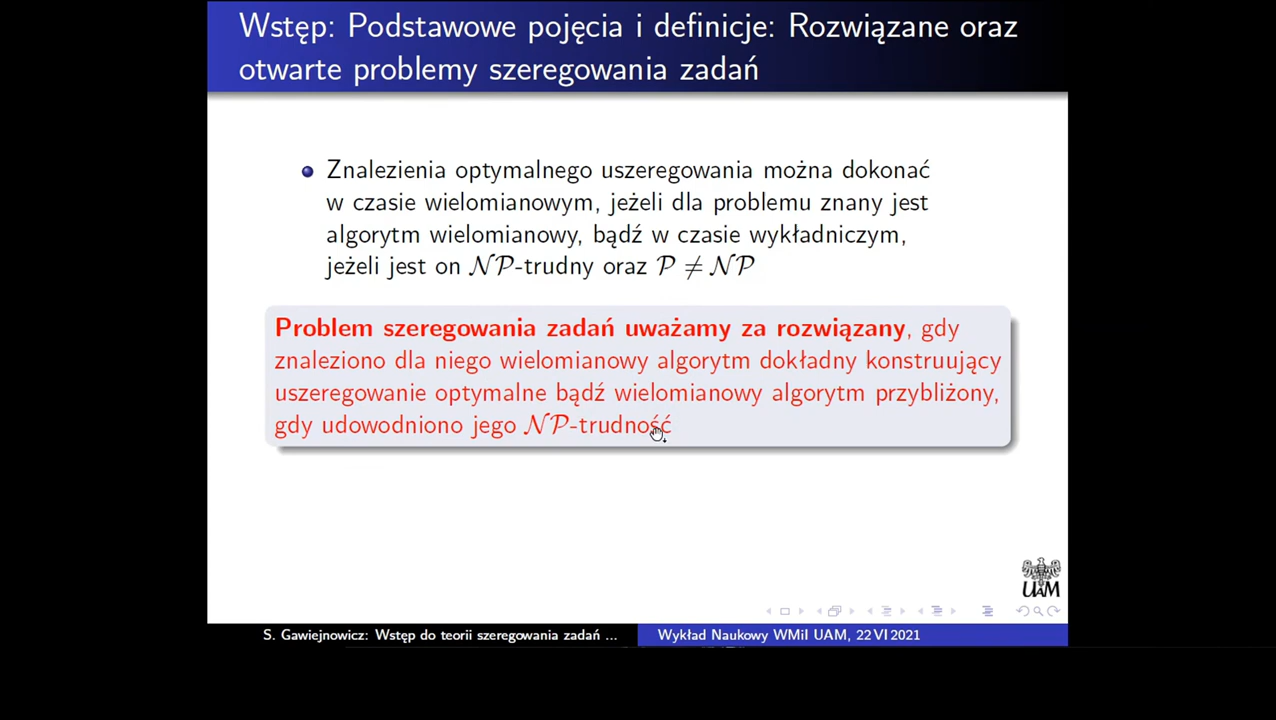 Wstęp: Podstawowe pojęcia i definicje: Rozwiązane oraz
otwarte problemy szeregowania zadań
Znalezienia optymalnego uszeregowania można dokonać
w czasie wielomianowym, jeżeli dla problemu znany jest
algorytm wielomianowy, bądź w czasie wykładniczym,
jeżeli jest on 𝒩𝒫-trudny oraz 𝒫 ≠ 𝒩𝒫
Problem szeregowania zadań uważamy za rozwiązany, gdy
znaleziono dla niego wielomianowy algorytm dokładny konstruujący
uszeregowanie optymalne bądź wielomianowy algorytm przybliżony,
gdy udowodniono jego 𝒩𝒫-trudność
UAM
S. Gawiejnowicz: Wstęp do teorii szeregowania zadań ...
Wykład Naukowy WMiI UAM, 22 VI 2021